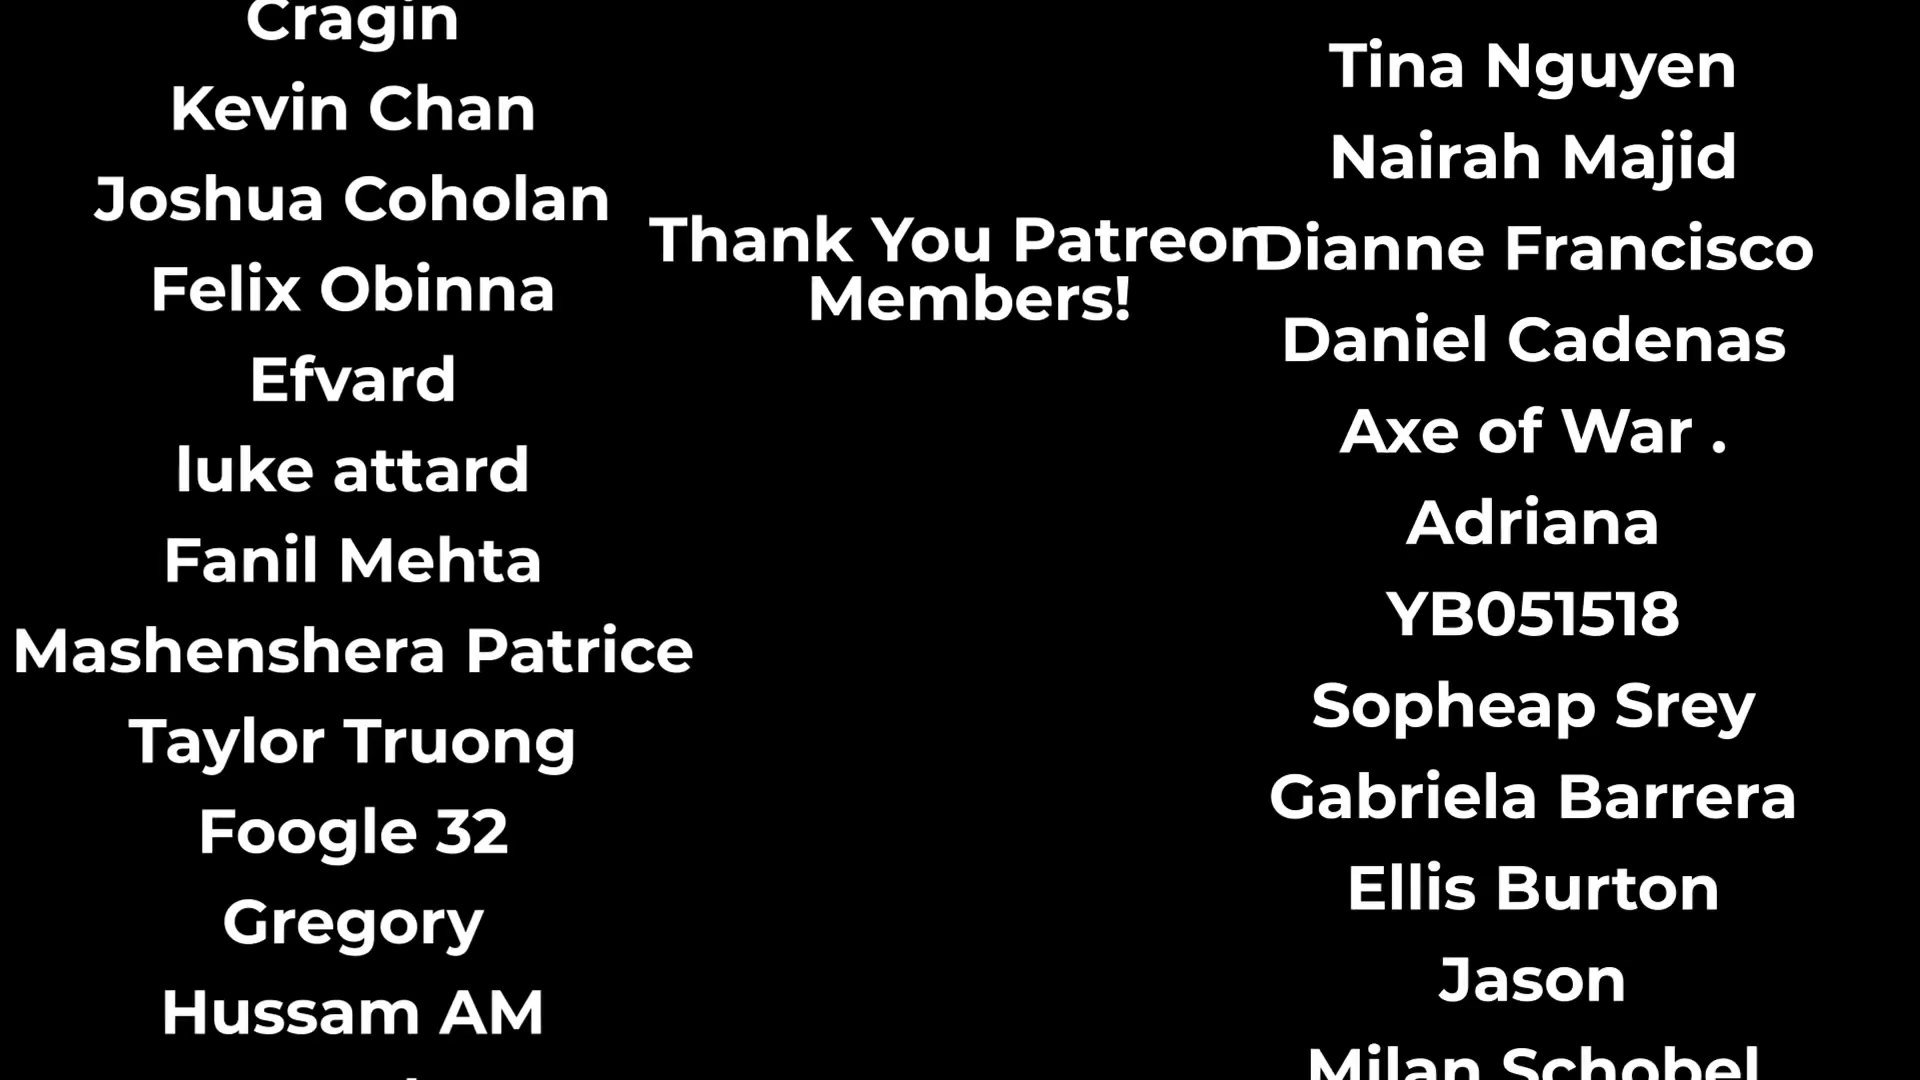 Cragin
Kevin Chan
Joshua Coholan
Felix Obinna
Efvard
luke attard
Fanil Mehta
Mashenshera Patrice
Taylor Truong
Foogle 32
Gregory
Hussam AM
Thank You Patreon
Members!
Tina Nguyen
Nairah Majid
Dianne Francisco
Daniel Cadenas
Axe of War .
Adriana
YB051518
Sopheap Srey
Gabriela Barrera
Ellis Burton
Jason
Milan Schobel